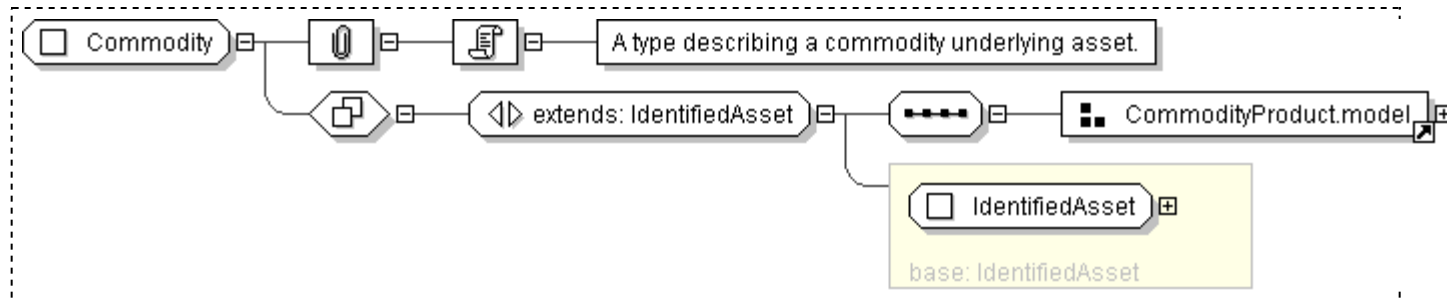 Commodity
A type describing a commodity underlying asset.
extends: IdentifiedAsset
CommodityProduct.model
IdentifiedAsset
base: IdentifiedAsset